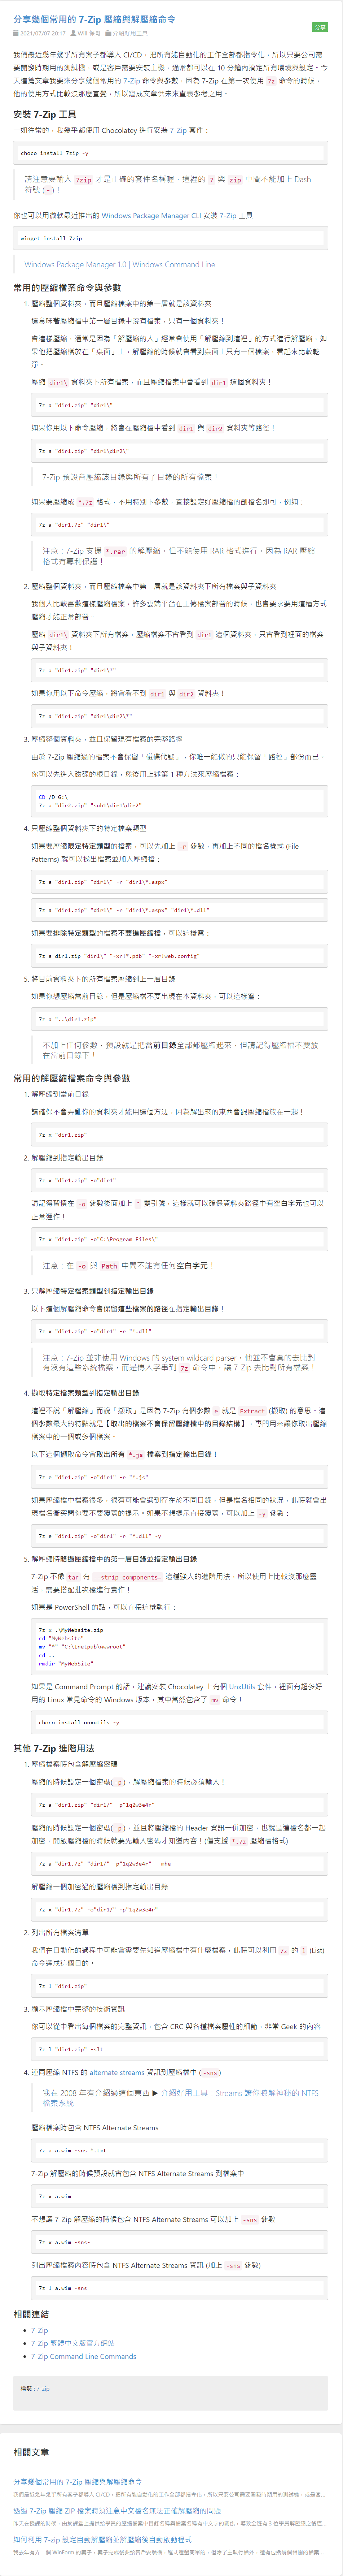 分享幾個常用的 7-Zip 壓縮與解壓縮命令
2021/07/07 20:17 Will 保哥 介紹好用工具
分享
我們最近幾年幾乎所有案子都導入 CI/CD，把所有能自動化的工作全部都指令化，所以只要公司需
要開發時期用的測試機，或是客戶需要安裝主機，通常都可以在 10 分鐘內搞定所有環境與設定。今
天這篇文章我要來分享幾個常用的 7-Zip 命令與參數，因為 7-Zip 在第一次使用 7z 命令的時候，
他的使用方式比較沒那麼直覺，所以寫成文章供未來查表參考之用。
安裝 7-Zip 工具
一如往常的，我幾乎都使用 Chocolatey 進行安裝 7-Zip 套件：
choco install 7zip -y
請注意要輸入 7zip 才是正確的套件名稱喔，這裡的 7 與 zip 中間不能加上 Dash
符號 (-)！
你也可以用微軟最近推出的 Windows Package Manager CLI 安裝 7-Zip 工具
winget install 7zip
Windows Package Manager 1.0 | Windows Command Line
常用的壓縮檔案命令與參數
1. 壓縮整個資料夾，而且壓縮檔案中的第一層就是該資料夾
這意味著壓縮檔中第一層目錄中沒有檔案，只有一個資料夾！
會這樣壓縮，通常是因為「解壓縮的人」經常會使用「解壓縮到這裡」的方式進行解壓縮，如
果他把壓縮檔放在「桌面」上，解壓縮的時候就會看到桌面上只有一個檔案，看起來比較乾
淨。
壓縮 dir1\ 資料夾下所有檔案，而且壓縮檔案中會看到 dir1 這個資料夾！
7z a "dir1.zip" "dir1\"
如果你用以下命令壓縮，將會在壓縮檔中看到 dir1 與 dir2 資料夾等路徑！
7z a "dir1.zip" "dir1\dir2\"
7-Zip 預設會壓縮該目錄與所有子目錄的所有檔案！
如果要壓縮成 *.7z 格式，不用特別下參數，直接設定好壓縮檔的副檔名即可，例如：
7z a "dir1.7z" "dir1\"
注意：7-Zip 支援 *.rar 的解壓縮，但不能使用 RAR 格式進行，因為 RAR 壓縮
格式有專利保護！
2. 壓縮整個資料夾，而且壓縮檔案中第一層就是該資料夾下所有檔案與子資料夾
我個人比較喜歡這樣壓縮檔案，許多雲端平台在上傳檔案部署的時候，也會要求要用這種方式
壓縮才能正常部署。
壓縮 dir1\ 資料夾下所有檔案，壓縮檔案不會看到 dir1 這個資料夾，只會看到裡面的檔案
與子資料夾！
7z a "dir1.zip" "dir1\*"
如果你用以下命令壓縮，將會看不到 dir1 與 dir2 資料夾！
7z a "dir1.zip" "dir1\dir2\*"
3. 壓縮整個資料夾，並且保留現有檔案的完整路徑
由於 7-Zip 壓縮過的檔案不會保留「磁碟代號」，你唯一能做的只能保留「路徑」部份而已。
你可以先進入磁碟的根目錄，然後用上述第 1 種方法來壓縮檔案：
CD /D G:\
7z a "dir2.zip" "sub1\dir1\dir2"
4. 只壓縮整個資料夾下的特定檔案類型
如果要壓縮限定特定類型的檔案，可以先加上 -r 參數，再加上不同的檔名樣式 (File
Patterns) 就可以找出檔案並加入壓縮檔：
7z a "dir1.zip" "dir1\" -r "dir1\*.aspx"
7z a "dir1.zip" "dir1\" -r "dir1\*.aspx" "dir1\*.dll"
如果要排除特定類型的檔案不要進壓縮檔，可以這樣寫：
7z a dir1.zip "dir1\" "-xr!*.pdb" "-xr!web.config"
5. 將目前資料夾下的所有檔案壓縮到上一層目錄
如果你想壓縮當前目錄，但是壓縮檔不要出現在本資料夾，可以這樣寫：
7z a "..\dir1.zip"
不加上任何參數，預設就是把當前目錄全部都壓縮起來，但請記得壓縮檔不要放
在當前目錄下！
常用的解壓縮檔案命令與參數
1. 解壓縮到當前目錄
請確保不會弄亂你的資料夾才能用這個方法，因為解出來的東西會跟壓縮檔放在一起！
7z x "dir1.zip"
2. 解壓縮到指定輸出目錄
7z x "dir1.zip" -o"dir1"
請記得習慣在 -o 參數後面加上 " 雙引號，這樣就可以確保資料夾路徑中有空白字元也可以
正常運作！
7z x "dir1.zip" -o"C:\Program Files\"
注意：在 -o 與 Path 中間不能有任何空白字元！
3. 只解壓縮特定檔案類型到指定輸出目錄
以下這個解壓縮命令會保留這些檔案的路徑在指定輸出目錄！
7z x "dir1.zip" -o"dir1" -r "*.dll"
注意：7-Zip 並非使用 Windows 的 system wildcard parser，他並不會真的去比對
有沒有這些系統檔案，而是傳入字串到 7z 命令中，讓 7-Zip 去比對所有檔案！
4. 擷取特定檔案類型到指定輸出目錄
這裡不說「解壓縮」而說「擷取」是因為 7-Zip 有個參數 e 就是 Extract (擷取) 的意思。這
個參數最大的特點就是【取出的檔案不會保留壓縮檔中的目錄結構】，專門用來讓你取出壓縮
檔案中的一個或多個檔案。
以下這個擷取命令會取出所有 *.js 檔案到指定輸出目錄！
7z e "dir1.zip" -o"dir1" -r "*.js"
如果壓縮檔中檔案很多，很有可能會遇到存在於不同目錄，但是檔名相同的狀況，此時就會出
現檔名衝突問你要不要覆蓋的提示。如果不想提示直接覆蓋，可以加上 -y 參數：
7z e "dir1.zip" -o"dir1" -r "*.dll" -y
5. 解壓縮時略過壓縮檔中的第一層目錄並指定輸出目錄
7-Zip 不像 tar 有 --strip-components= 這種強大的進階用法，所以使用上比較沒那麼靈
活，需要搭配批次檔進行實作！
如果是 PowerShell 的話，可以直接這樣執行：
7z x .\MyWebsite.zip
cd "MyWebsite"
mv "*" "C:\Inetpub\wwwroot"
cd ..
rmdir "MyWebSite"
如果是 Command Prompt 的話，建議安裝 Chocolatey 上有個 UnxUtils 套件，裡面有超多好
用的 Linux 常見命令的 Windows 版本，其中當然包含了 mv 命令！
choco install unxutils -y
其他 7-Zip 進階用法
1. 壓縮檔案時包含解壓縮密碼
壓縮的時候設定一個密碼(-p)，解壓縮檔案的時候必須輸入！
7z a "dir1.zip" "dir1/" -p"1q2w3e4r"
壓縮的時候設定一個密碼(-p)，並且將壓縮檔的 Header 資訊一併加密，也就是連檔名都一起
加密，開啟壓縮檔的時候就要先輸入密碼才知道內容！(僅支援 *.7z 壓縮檔格式)
7z a "dir1.7z" "dir1/" -p"1q2w3e4r" -mhe
解壓縮一個加密過的壓縮檔到指定輸出目錄
7z x "dir1.7z" -o"dir1/" -p"1q2w3e4r"
2. 列出所有檔案清單
我們在自動化的過程中可能會需要先知道壓縮檔中有什麼檔案，此時可以利用 7z 的 l (List)
命令達成這個目的。
7z l "dir1.zip"
3. 顯示壓縮檔中完整的技術資訊
你可以從中看出每個檔案的完整資訊，包含 CRC 與各種檔案屬性的細節，非常 Geek 的內容
7z l "dir1.zip" -slt
4. 連同壓縮 NTFS 的 alternate streams 資訊到壓縮檔中 (-sns)
我在 2008 年有介紹過這個東西 ▶ 介紹好用工具：Streams 讓你瞭解神秘的 NTFS
檔案系統
壓縮檔案時包含 NTFS Alternate Streams
7z a a.wim -sns *.txt
7-Zip 解壓縮的時候預設就會包含 NTFS Alternate Streams 到檔案中
7z x a.wim
不想讓 7-Zip 解壓縮的時候包含 NTFS Alternate Streams 可以加上 -sns 參數
7z x a.wim -sns-
列出壓縮檔案內容時包含 NTFS Alternate Streams 資訊 (加上 -sns 參數)
7z l a.wim -sns
相關連結
7-Zip
7-Zip 繁體中文版官方網站
7-Zip Command Line Commands
標籤 : 7-zip
相關文章
分享幾個常用的 7-Zip 壓縮與解壓縮命令
我們最近幾年幾乎所有案子都導入 CI/CD，把所有能自動化的工作全部都指令化，所以只要公司需要開發時期用的測試機，或是客...
透過 7-Zip 壓縮 ZIP 檔案時須注意中文檔名無法正確解壓縮的問題
如何利用 7-zip 設定自動解壓縮並解壓縮後自動啟動程式